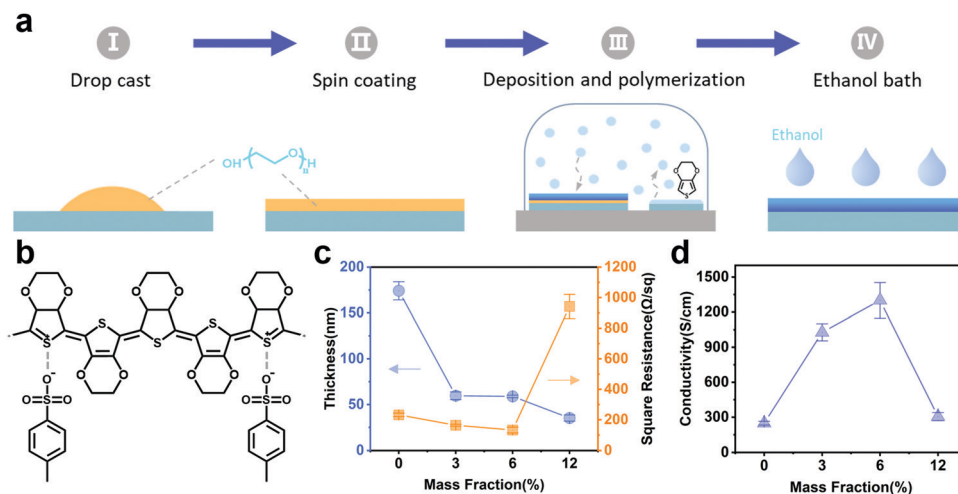 a
I II III IV
Drop cast Spin coating Deposition and polymerization Ethanol bath
OH O n H
O O S
Ethanol
b
O O O O O O
S S S S S
O O O O
O⁻ O⁻
O=S=O O=S=O
c
Thickness(nm)
200
150
100
50
0
Square Resistance(Ω/sq)
1200
1000
800
600
400
200
0
0 3 6 12
Mass Fraction(%)
d
Conductivity(S/cm)
1500
1200
900
600
300
0
0 3 6 12
Mass Fraction(%)